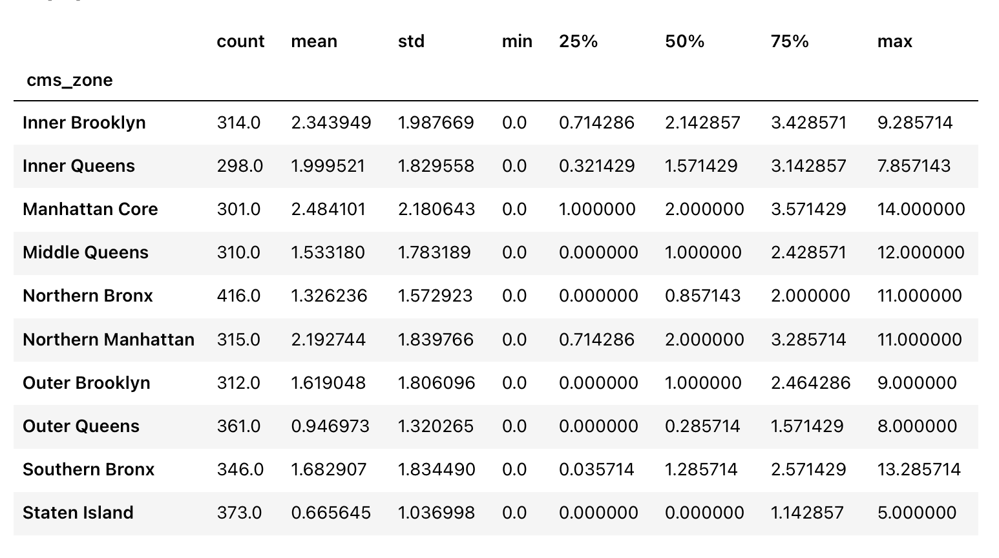 count mean std min 25% 50% 75% max
cms_zone
Inner Brooklyn 314.0 2.343949 1.987669 0.0 0.714286 2.142857 3.428571 9.285714
Inner Queens 298.0 1.999521 1.829558 0.0 0.321429 1.571429 3.142857 7.857143
Manhattan Core 301.0 2.484101 2.180643 0.0 1.000000 2.000000 3.571429 14.000000
Middle Queens 310.0 1.533180 1.783189 0.0 0.000000 1.000000 2.428571 12.000000
Northern Bronx 416.0 1.326236 1.572923 0.0 0.000000 0.857143 2.000000 11.000000
Northern Manhattan 315.0 2.192744 1.839766 0.0 0.714286 2.000000 3.285714 11.000000
Outer Brooklyn 312.0 1.619048 1.806096 0.0 0.000000 1.000000 2.464286 9.000000
Outer Queens 361.0 0.946973 1.320265 0.0 0.000000 0.285714 1.571429 8.000000
Southern Bronx 346.0 1.682907 1.834490 0.0 0.035714 1.285714 2.571429 13.285714
Staten Island 373.0 0.665645 1.036998 0.0 0.000000 0.000000 1.142857 5.000000